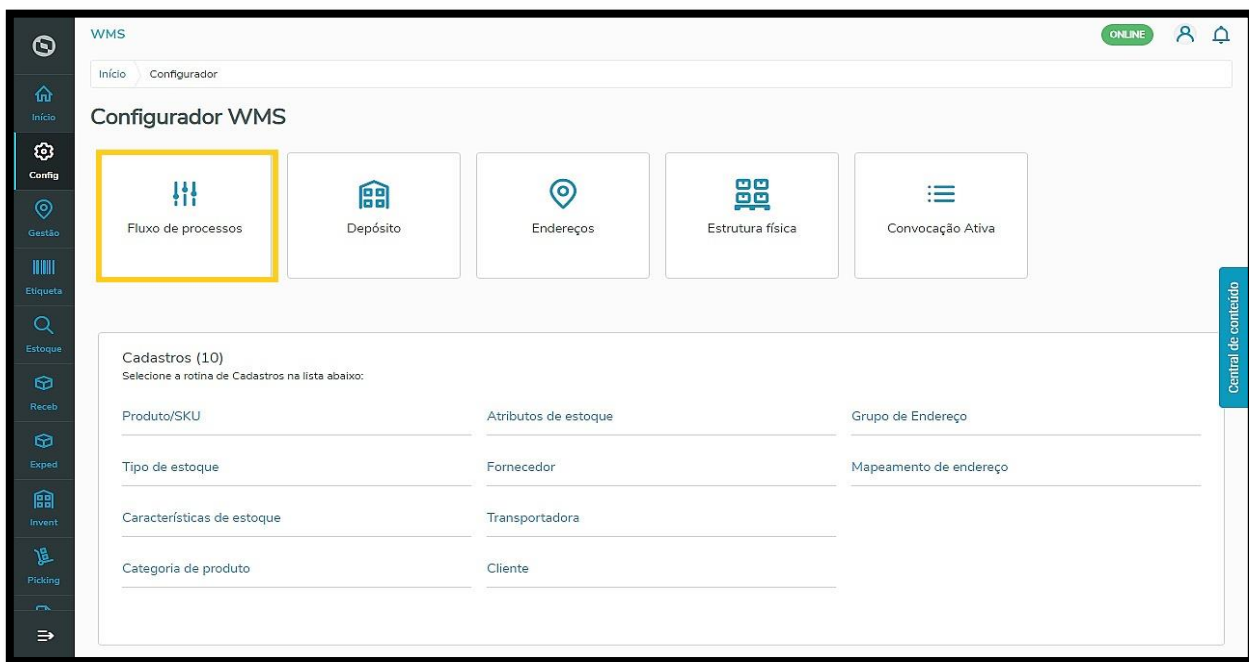 WMS
ONLINE
Início
Configurador
Configurador WMS
Início
Config
Gestão
Etiqueta
Estoque
Receb
Exped
Invent
Picking
Fluxo de processos
Depósito
Endereços
Estrutura física
Convocação Ativa
Central de conteúdo
Cadastros (10)
Selecione a rotina de Cadastros na lista abaixo:
Produto/SKU
Atributos de estoque
Grupo de Endereço
Tipo de estoque
Fornecedor
Mapeamento de endereço
Características de estoque
Transportadora
Categoria de produto
Cliente